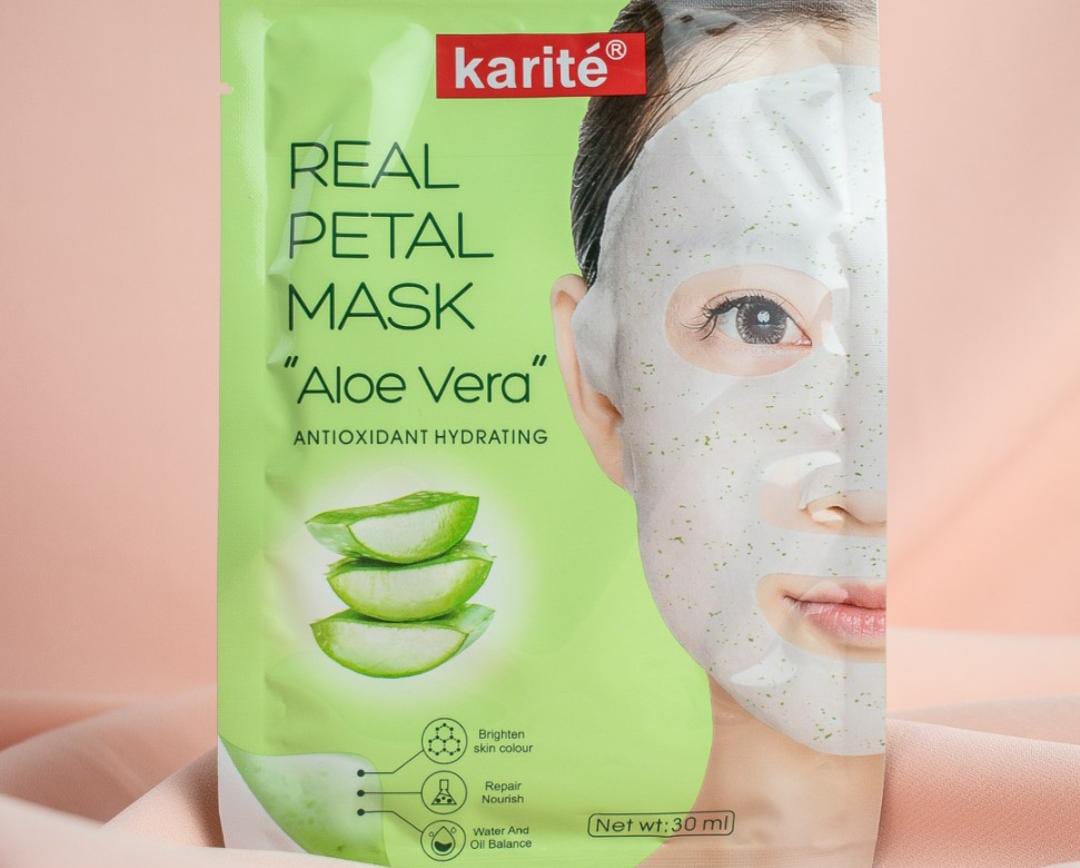 karité®
REAL
PETAL
MASK
"Aloe Vera"
ANTIOXIDANT HYDRATING
Brighten
skin colour
Repair
Nourish
Water And
Oil Balance
Net wt:30 ml